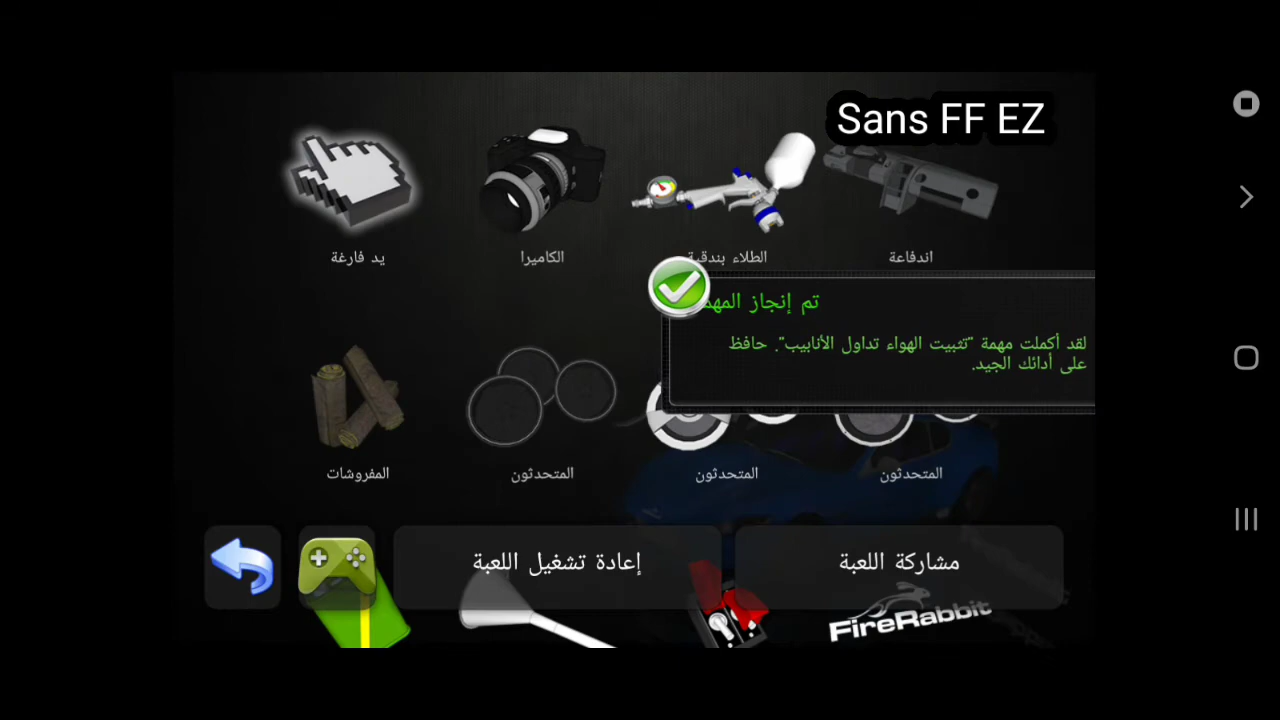 Sans FF EZ
يد فارغة
الكاميرا
الطلاء بندقية
اندفاعة
تم إنجاز المهم
لقد أكملت مهمة "تثبيت الهواء تداول الأنابيب". حافظ
على أدائك الجيد.
المفروشات
المتحدثون
المتحدثون
المتحدثون
إعادة تشغيل اللعبة
مشاركة اللعبة
FireRabbit